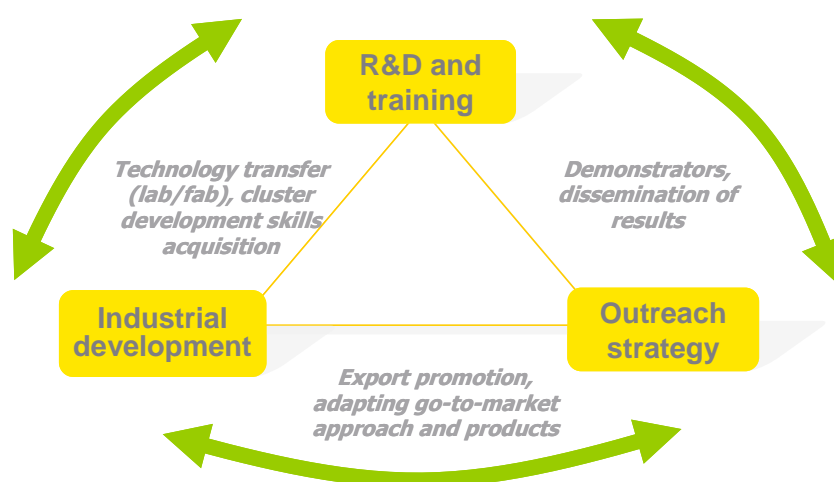 R&D and
training
Technology transfer
(lab/fab), cluster
development skills
acquisition
Demonstrators,
dissemination of
results
Industrial
development
Outreach
strategy
Export promotion,
adapting go-to-market
approach and products